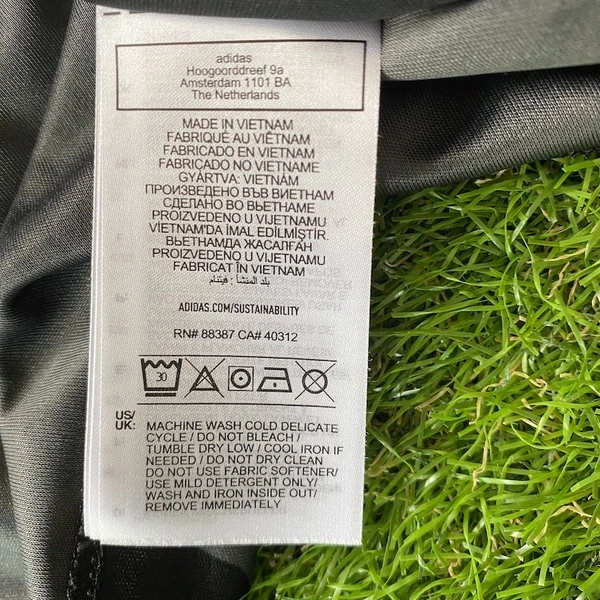 adidas
Hoogoorddreef 9a
Amsterdam 1101 BA
The Netherlands
MADE IN VIETNAM
FABRIQUÉ AU VIÊTNAM
FABRICADO EN VIETNAM
FABRICADO NO VIETNAME
GYÁRTVA: VIETNÁM
ПРОИЗВЕДЕНО ВЪВ ВИЕТНАМ
СДЕЛАНО ВО ВЬЕТНАМЕ
PROIZVEDENO U VIJETNAMU
VIETNAM'DA IMAL EDİLMİŞTİR.
ВЬЕТНАМДА ЖАСАЛҒАН
PROIZVEDENO U VIJETNAMU
FABRICAT ÎN VIETNAM
بلد المنشأ : فيتنام
ADIDAS.COM/SUSTAINABILITY
RN# 88387 CA# 40312
30
US/
UK: MACHINE WASH COLD DELICATE
CYCLE / DO NOT BLEACH /
TUMBLE DRY LOW / COOL IRON IF
NEEDED / DO NOT DRY CLEAN
DO NOT USE FABRIC SOFTENER/
USE MILD DETERGENT ONLY/
WASH AND IRON INSIDE OUT/
REMOVE IMMEDIATELY